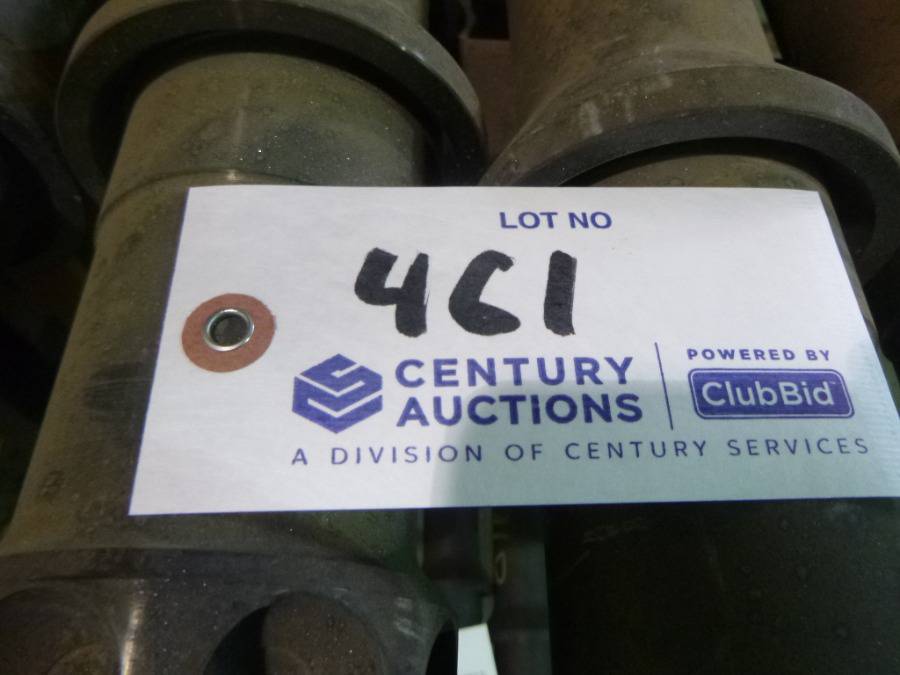 LOT NO
461
CENTURY
AUCTIONS
A DIVISION OF CENTURY SERVICES
POWERED BY
ClubBid